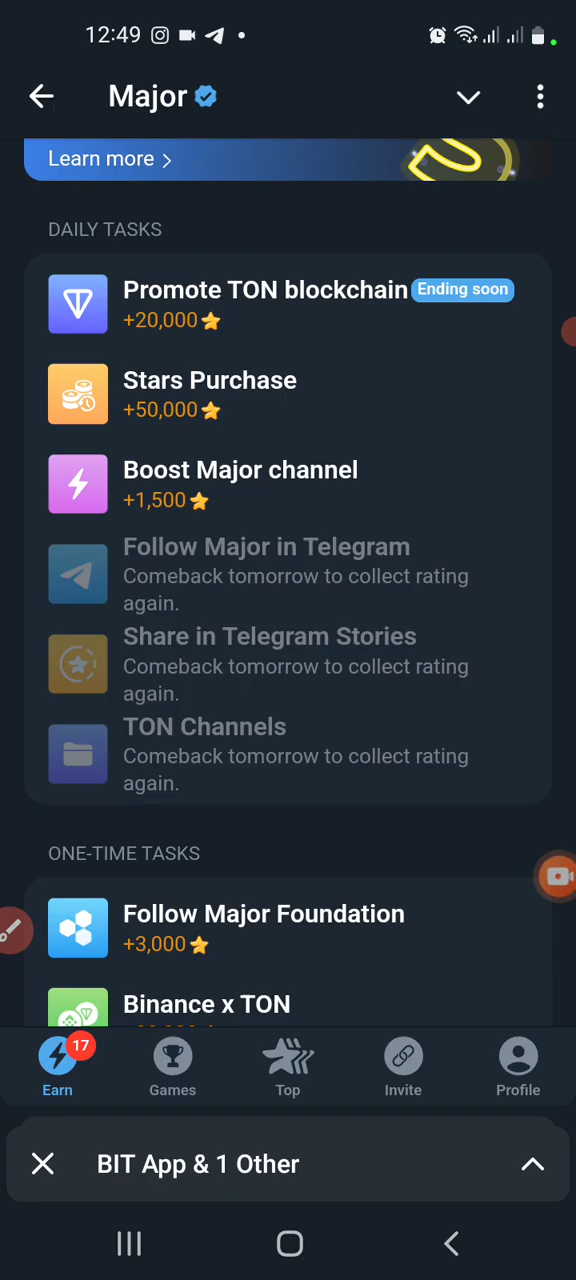 12:49
Major
Learn more >
DAILY TASKS
Promote TON blockchain Ending soon
+20,000
Stars Purchase
+50,000
Boost Major channel
+1,500
Follow Major in Telegram
Comeback tomorrow to collect rating
again.
Share in Telegram Stories
Comeback tomorrow to collect rating
again.
TON Channels
Comeback tomorrow to collect rating
again.
ONE-TIME TASKS
Follow Major Foundation
+3,000
Binance x TON
17
Earn Games Top Invite Profile
BIT App & 1 Other